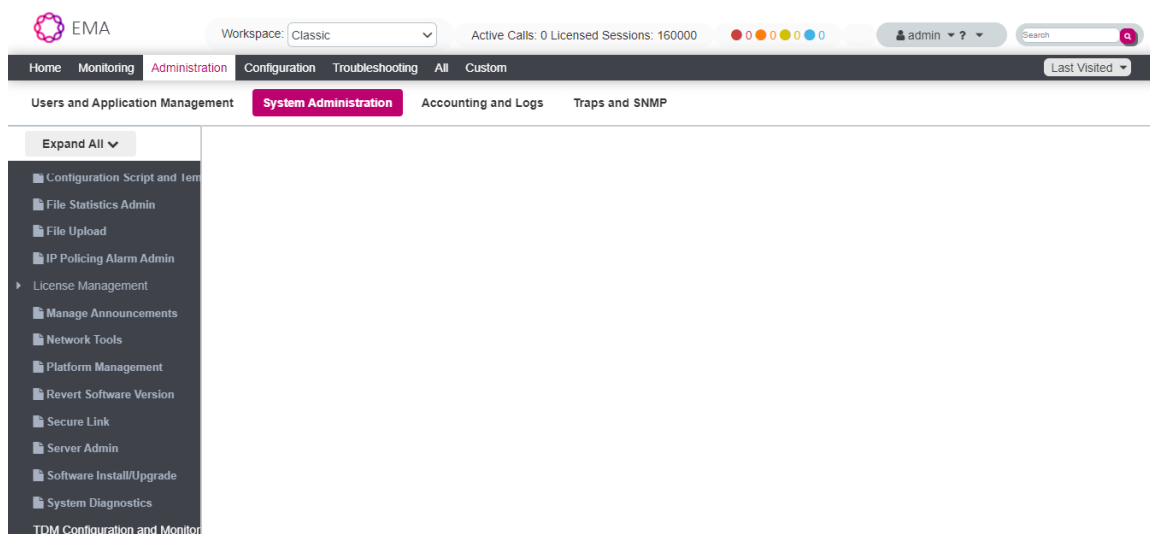 EMA
Workspace: Classic
Active Calls: 0 Licensed Sessions: 160000
0 0 0 0
admin ?
Search
Home Monitoring Administration Configuration Troubleshooting All Custom
Last Visited
Users and Application Management System Administration Accounting and Logs Traps and SNMP
Expand All
Configuration Script and Tem
File Statistics Admin
File Upload
IP Policing Alarm Admin
License Management
Manage Announcements
Network Tools
Platform Management
Revert Software Version
Secure Link
Server Admin
Software Install/Upgrade
System Diagnostics
TDM Configuration and Monitor